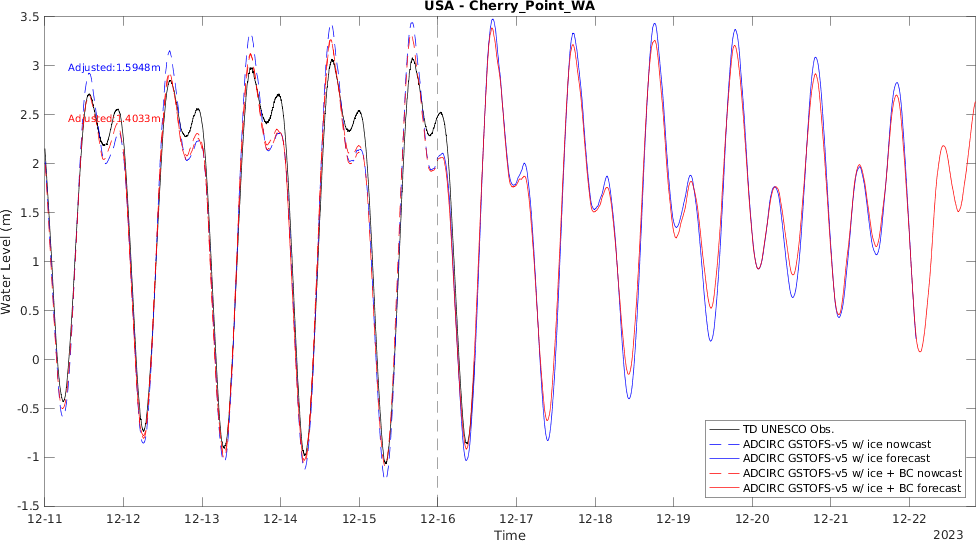 USA - Cherry_Point_WA
3.5
3
2.5
2
1.5
1
0.5
0
-0.5
-1
-1.5
Water Level (m)
Adjusted:1.5948m
Adjusted:1.4033m
TD UNESCO Obs.
ADCIRC GSTOFS-v5 w/ ice nowcast
ADCIRC GSTOFS-v5 w/ ice forecast
ADCIRC GSTOFS-v5 w/ ice + BC nowcast
ADCIRC GSTOFS-v5 w/ ice + BC forecast
12-11 12-12 12-13 12-14 12-15 12-16 12-17 12-18 12-19 12-20 12-21 12-22
Time
2023